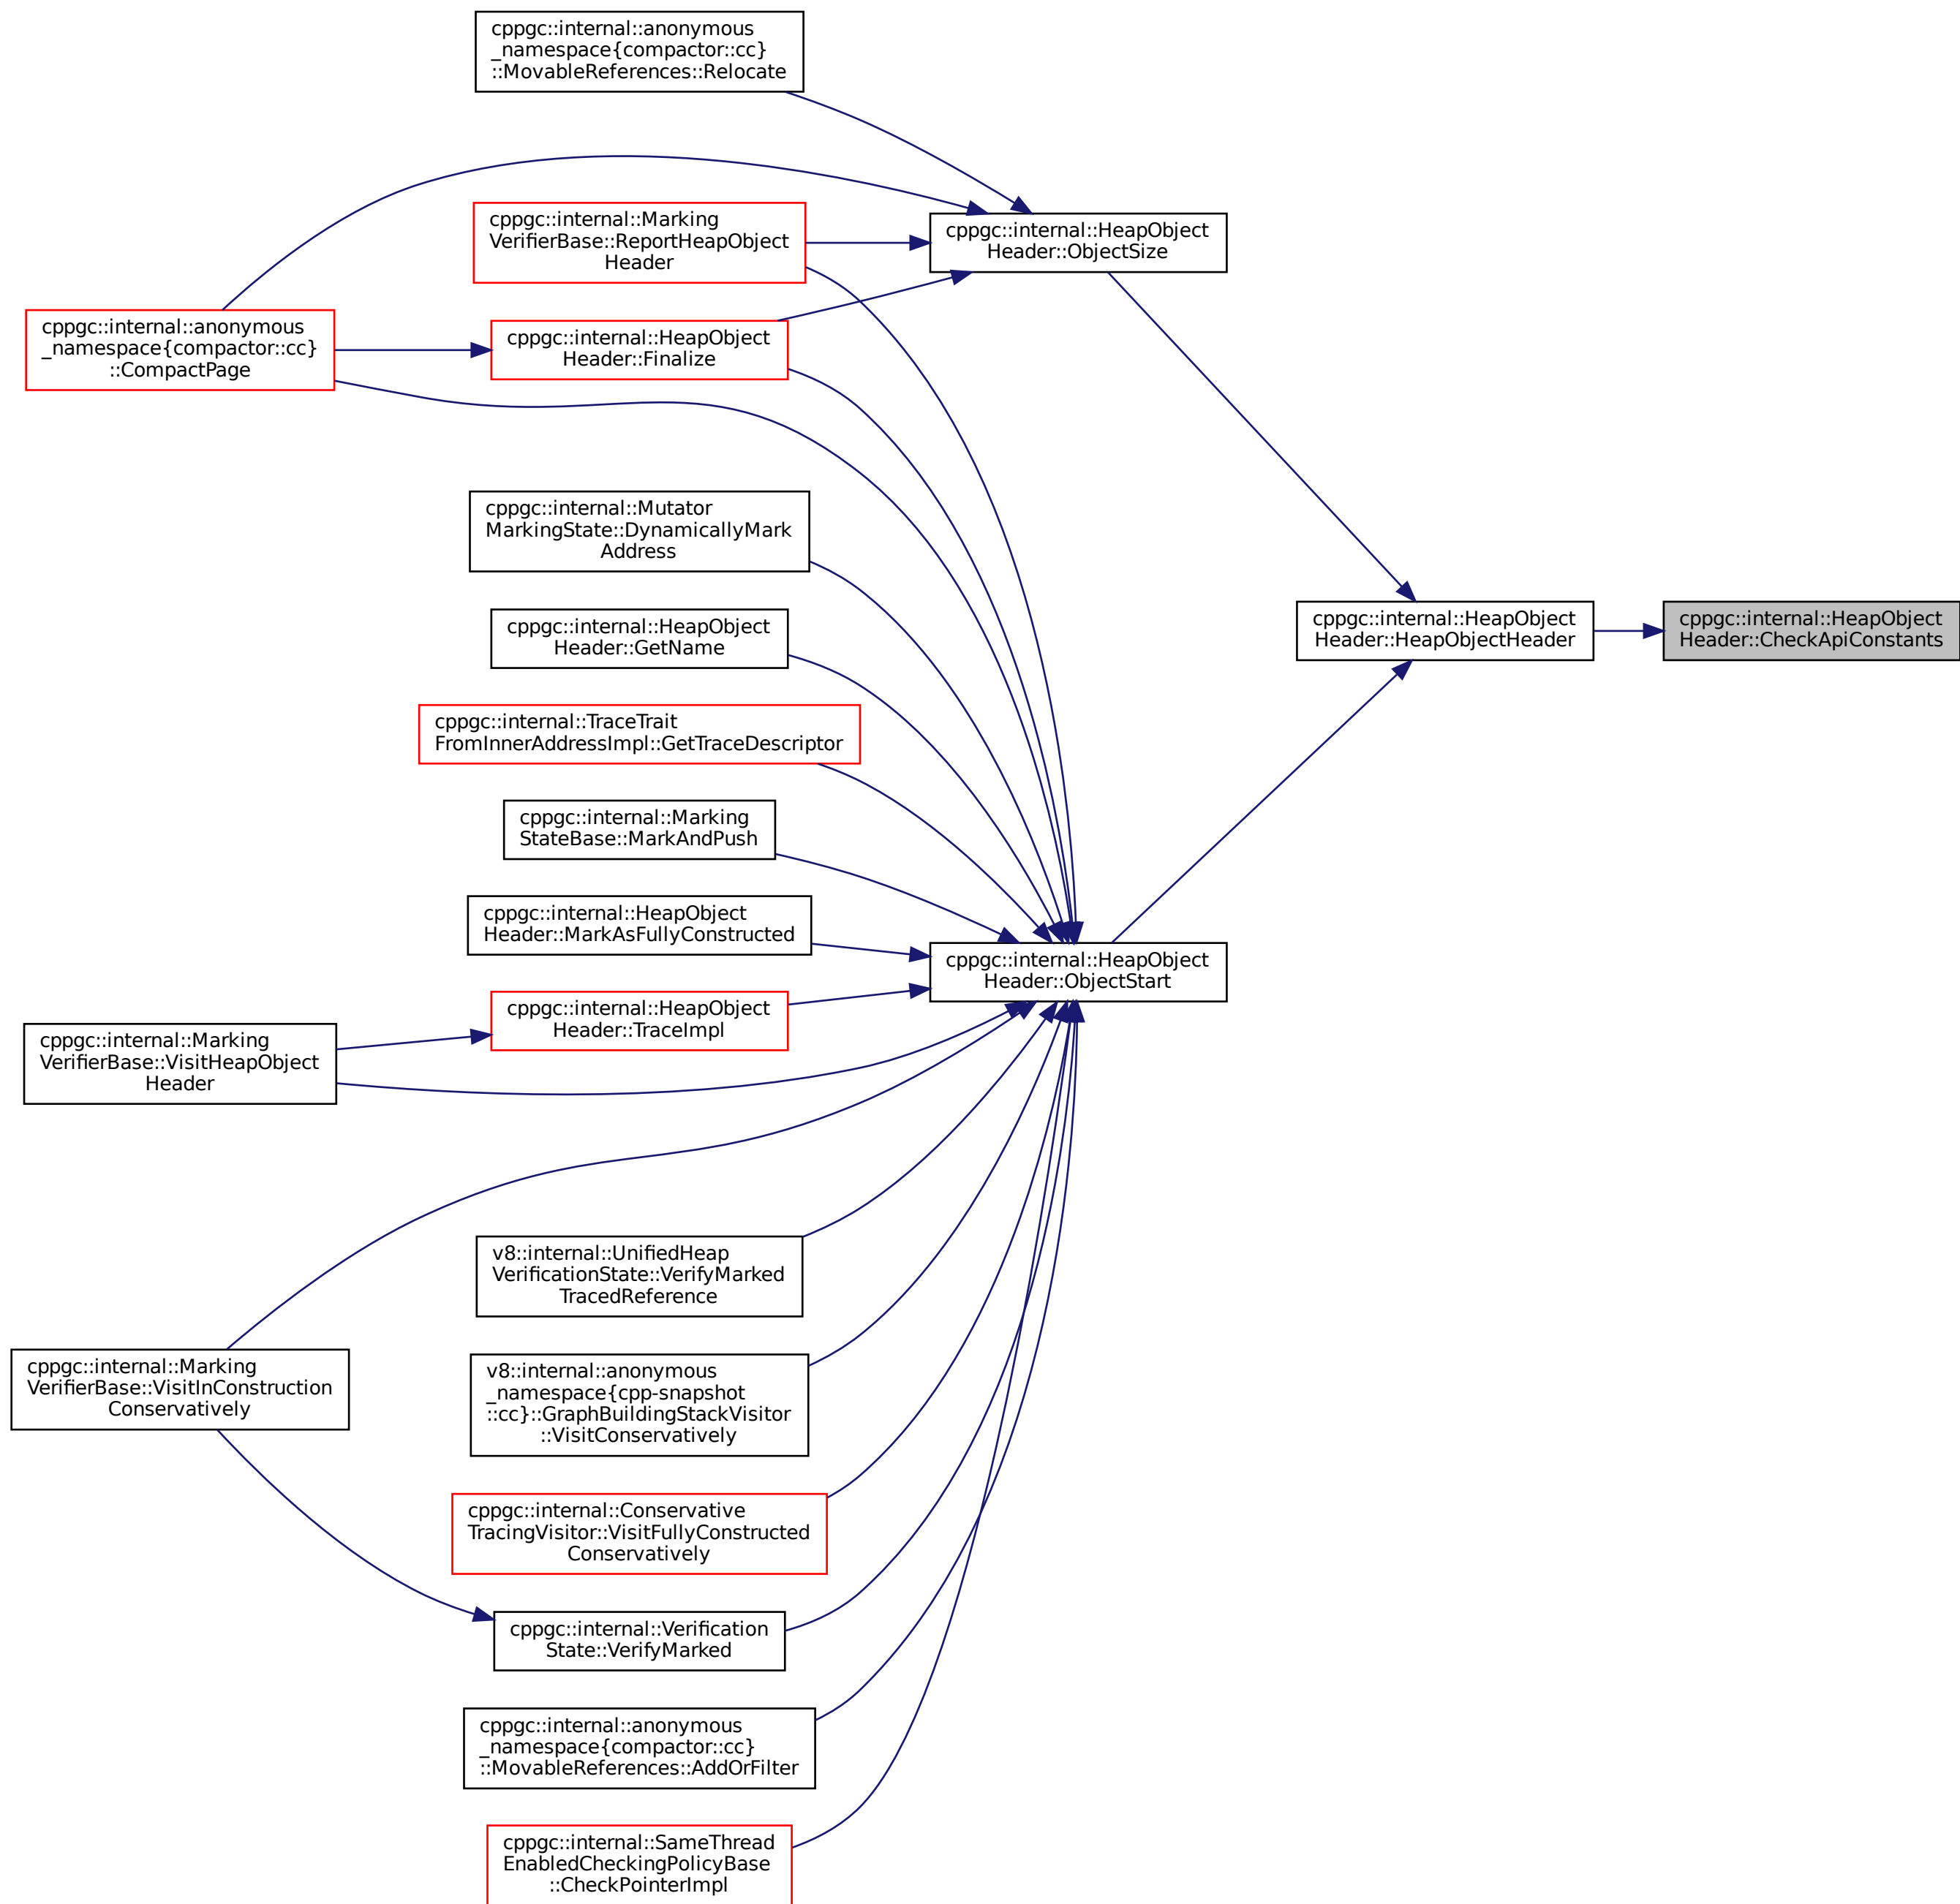 cppgc::internal::anonymous
_namespace{compactor::cc}
::MovableReferences::Relocate
cppgc::internal::Marking
VerifierBase::ReportHeapObject
Header
cppgc::internal::HeapObject
Header::ObjectSize
cppgc::internal::anonymous
_namespace{compactor::cc}
::CompactPage
cppgc::internal::HeapObject
Header::Finalize
cppgc::internal::Mutator
MarkingState::DynamicallyMark
Address
cppgc::internal::HeapObject
Header::GetName
cppgc::internal::HeapObject
Header::HeapObjectHeader
cppgc::internal::HeapObject
Header::CheckApiConstants
cppgc::internal::TraceTrait
FromInnerAddressImpl::GetTraceDescriptor
cppgc::internal::Marking
StateBase::MarkAndPush
cppgc::internal::HeapObject
Header::MarkAsFullyConstructed
cppgc::internal::HeapObject
Header::ObjectStart
cppgc::internal::HeapObject
Header::TraceImpl
cppgc::internal::Marking
VerifierBase::VisitHeapObject
Header
v8::internal::UnifiedHeap
VerificationState::VerifyMarked
TracedReference
cppgc::internal::Marking
VerifierBase::VisitInConstruction
Conservatively
v8::internal::anonymous
_namespace{cpp-snapshot
::cc}::GraphBuildingStackVisitor
::VisitConservatively
cppgc::internal::Conservative
TracingVisitor::VisitFullyConstructed
Conservatively
cppgc::internal::Verification
State::VerifyMarked
cppgc::internal::anonymous
_namespace{compactor::cc}
::MovableReferences::AddOrFilter
cppgc::internal::SameThread
EnabledCheckingPolicyBase
::CheckPointerImpl